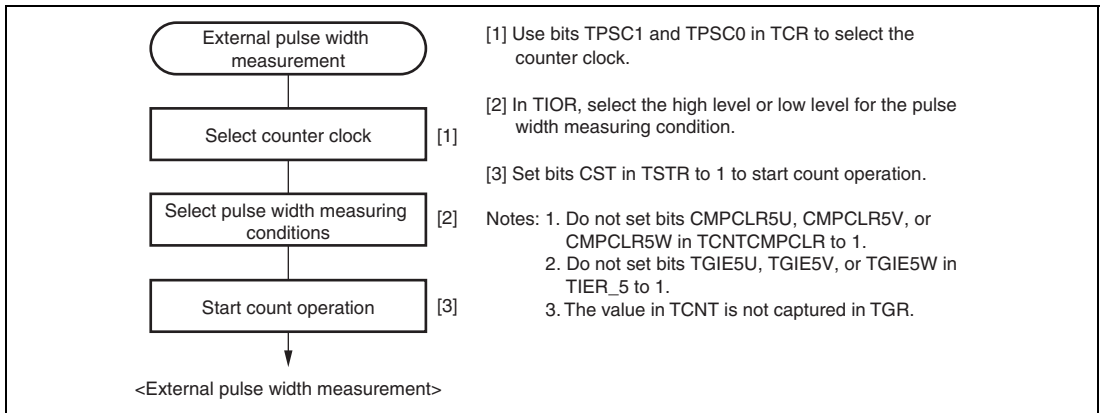 External pulse width
measurement
Select counter clock
[1]
Select pulse width measuring
conditions
[2]
Start count operation
[3]
<External pulse width measurement>
[1] Use bits TPSC1 and TPSC0 in TCR to select the
counter clock.
[2] In TIOR, select the high level or low level for the pulse
width measuring condition.
[3] Set bits CST in TSTR to 1 to start count operation.
Notes: 1. Do not set bits CMPCLR5U, CMPCLR5V, or
CMPCLR5W in TCNTCMPCLR to 1.
2. Do not set bits TGIE5U, TGIE5V, or TGIE5W in
TIER_5 to 1.
3. The value in TCNT is not captured in TGR.